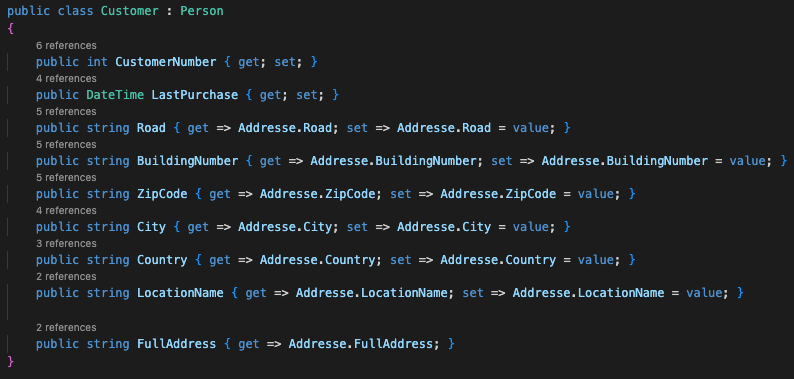 public class Customer : Person
{
6 references
public int CustomerNumber { get; set; }
4 references
public DateTime LastPurchase { get; set; }
5 references
public string Road { get => Addresse.Road; set => Addresse.Road = value; }
5 references
public string BuildingNumber { get => Addresse.BuildingNumber; set => Addresse.BuildingNumber = value; }
5 references
public string ZipCode { get => Addresse.ZipCode; set => Addresse.ZipCode = value; }
4 references
public string City { get => Addresse.City; set => Addresse.City = value; }
3 references
public string Country { get => Addresse.Country; set => Addresse.Country = value; }
2 references
public string LocationName { get => Addresse.LocationName; set => Addresse.LocationName = value; }
2 references
public string FullAddress { get => Addresse.FullAddress; }
}